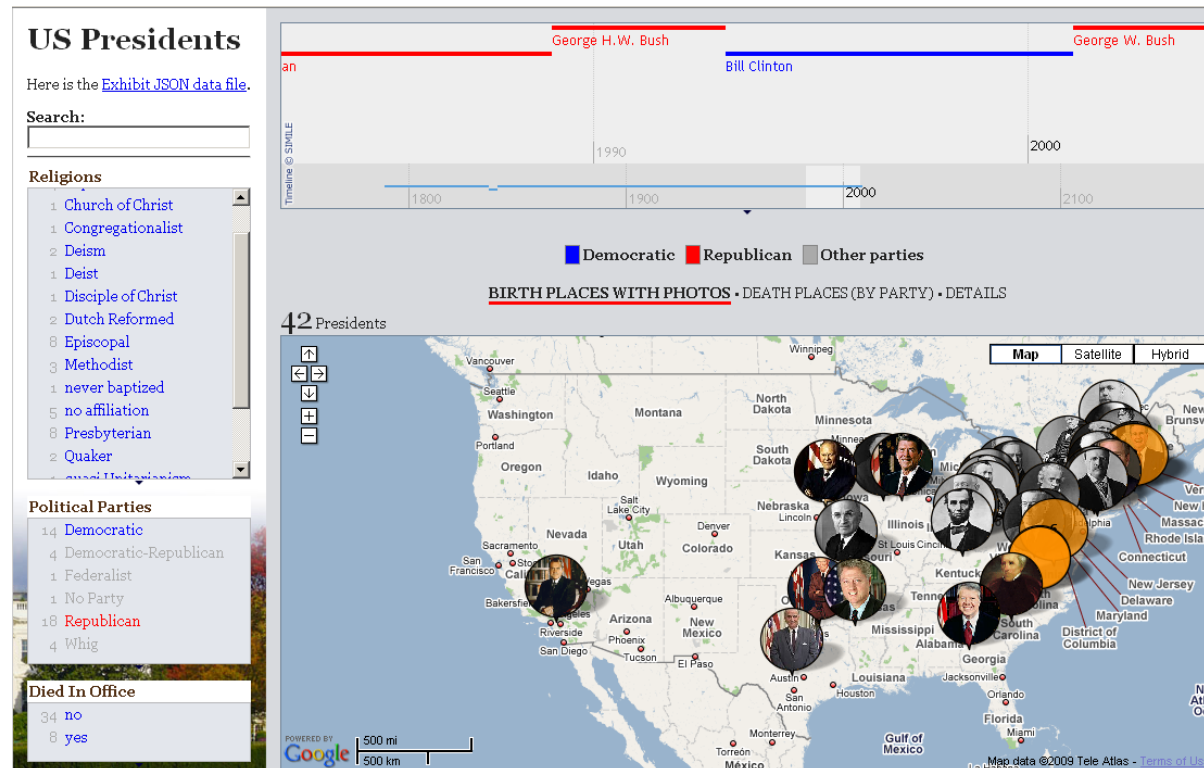 US Presidents
Here is the Exhibit JSON data file.
Search:
Religions
1 Church of Christ
1 Congregationalist
2 Deism
1 Deist
1 Disciple of Christ
2 Dutch Reformed
8 Episcopal
3 Methodist
1 never baptized
5 no affiliation
8 Presbyterian
2 Quaker
quasi Unitarianism
Political Parties
14 Democratic
4 Democratic-Republican
1 Federalist
1 No Party
18 Republican
4 Whig
Died In Office
34 no
8 yes
George H.W. Bush
George W. Bush
an
Bill Clinton
Timeline © SIMILE
1990
2000
1800
1900
2000
2100
Democratic Republican Other parties
BIRTH PLACES WITH PHOTOS • DEATH PLACES (BY PARTY) • DETAILS
42 Presidents
Map Satellite Hybrid
Vancouver
Winnipeg
Seattle
Washington
Montana
North
Dakota
Minnesota
Portland
Oregon
Idaho
Wyoming
South
Dakota
Salt
Lake City
Nebraska
Lincoln
Illinois
Nevada
Utah
Denver
Colorado
Kansas
St Louis
Sacramento
San
Francisco
Bakersfield
Riverside
San Diego
Arizona
Phoenix
Tucson
Albuquerque
New
Mexico
El Paso
Mississippi
Alabama
Georgia
South
Carolina
Louisiana
Austin
San
Antonio
Houston
Jacksonville
Orlando
Florida
Miami
Gulf of
Mexico
Monterrey
Torreón
México
Massac
Rhode Isla
Connecticut
New Jersey
Delaware
Maryland
District of
Columbia
POWERED BY
Google
500 mi
500 km
Map data ©2009 Tele Atlas - Terms of Us